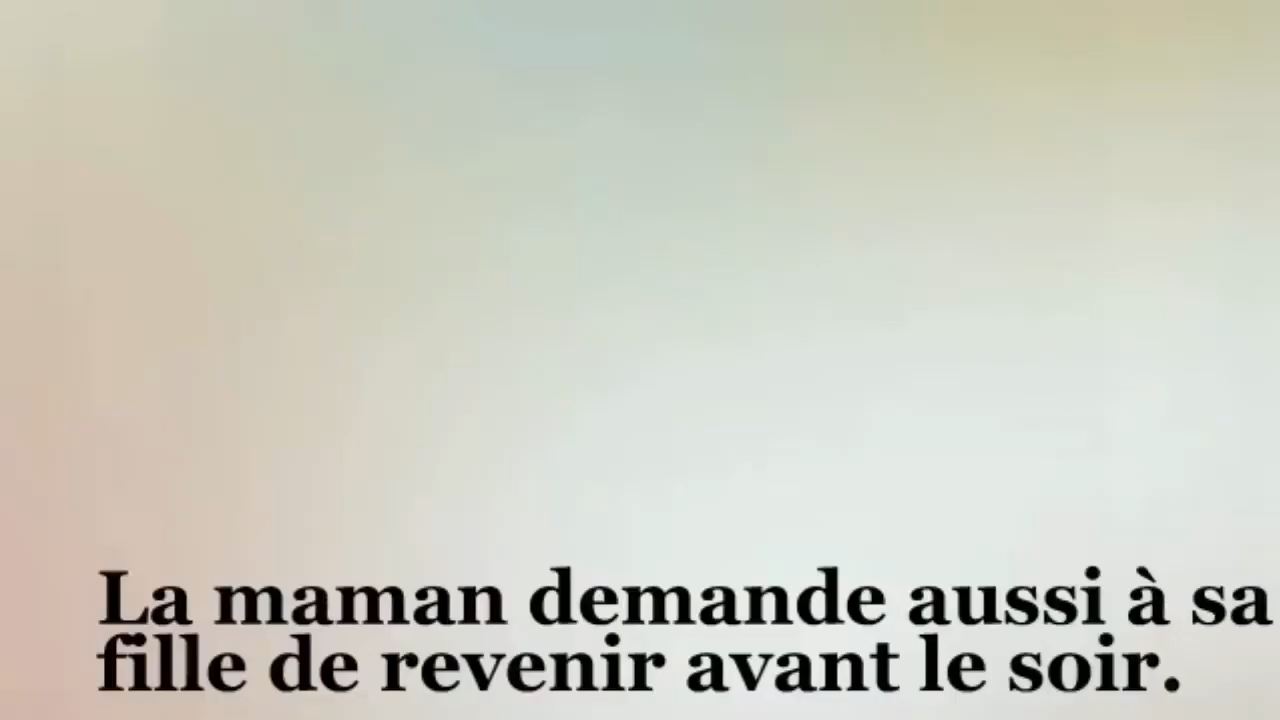 La maman demande aussi à sa
fille de revenir avant le soir.